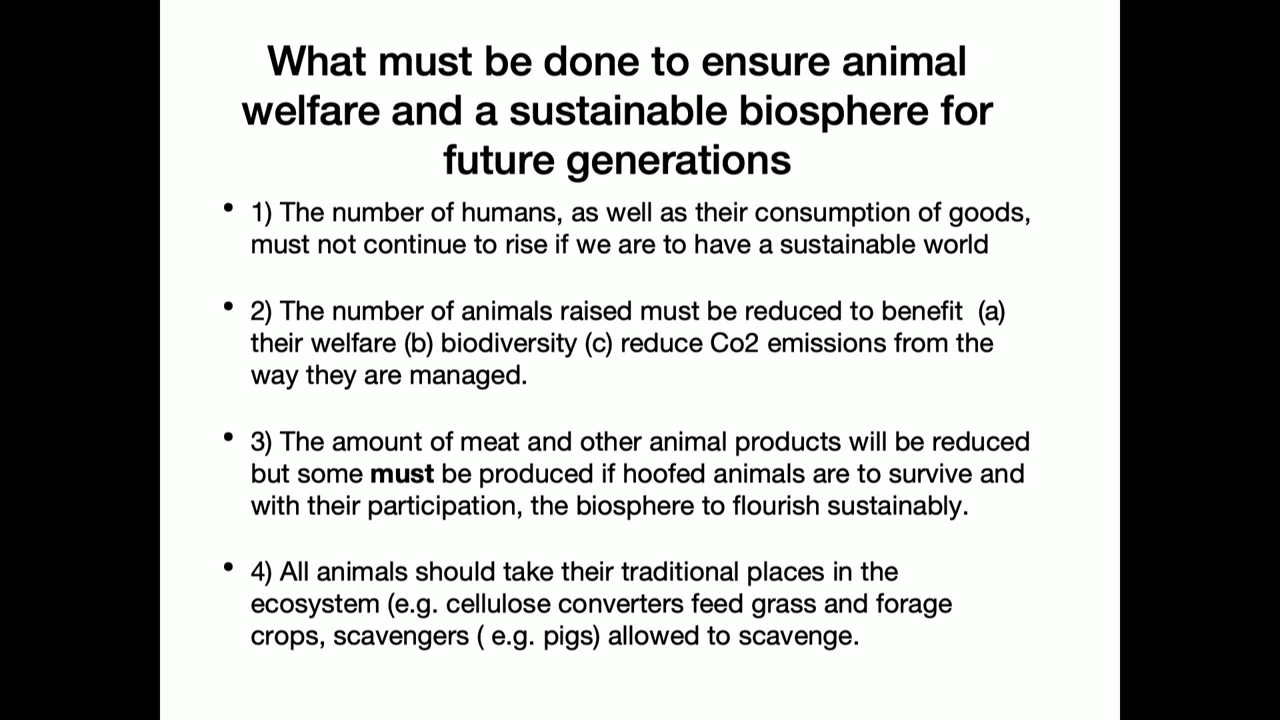 What must be done to ensure animal
welfare and a sustainable biosphere for
future generations
• 1) The number of humans, as well as their consumption of goods,
must not continue to rise if we are to have a sustainable world
• 2) The number of animals raised must be reduced to benefit  (a)
their welfare (b) biodiversity (c) reduce Co2 emissions from the
way they are managed.
• 3) The amount of meat and other animal products will be reduced
but some must be produced if hoofed animals are to survive and
with their participation, the biosphere to flourish sustainably.
• 4) All animals should take their traditional places in the
ecosystem (e.g. cellulose converters feed grass and forage
crops, scavengers ( e.g. pigs) allowed to scavenge.